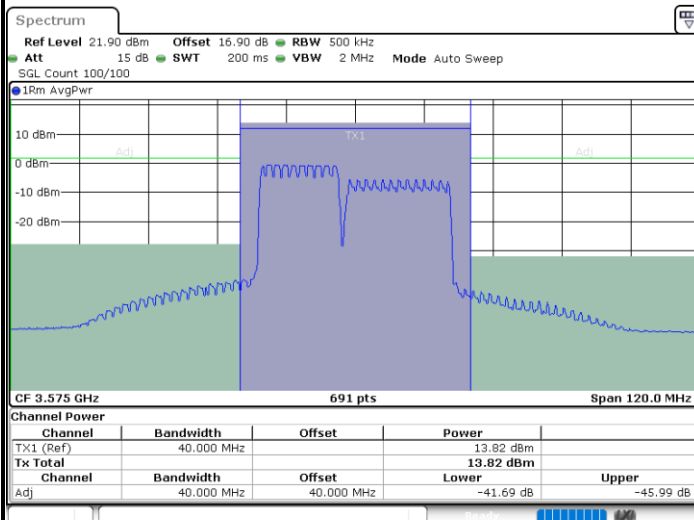 Spectrum
Ref Level 21.90 dBm Offset 16.90 dB RBW 500 kHz
Att 15 dB SWT 200 ms VBW 2 MHz Mode Auto Sweep
SGL Count 100/100
1Rm AvgPwr
10 dBm
TX1
Adj Adj
0 dBm
-10 dBm
-20 dBm
CF 3.575 GHz 691 pts Span 120.0 MHz
Channel Power
Channel Bandwidth Offset Power
TX1 (Ref) 40.000 MHz 13.82 dBm
Tx Total 13.82 dBm
Channel Bandwidth Offset Lower Upper
Adj 40.000 MHz 40.000 MHz -41.69 dB -45.99 dB
Ready